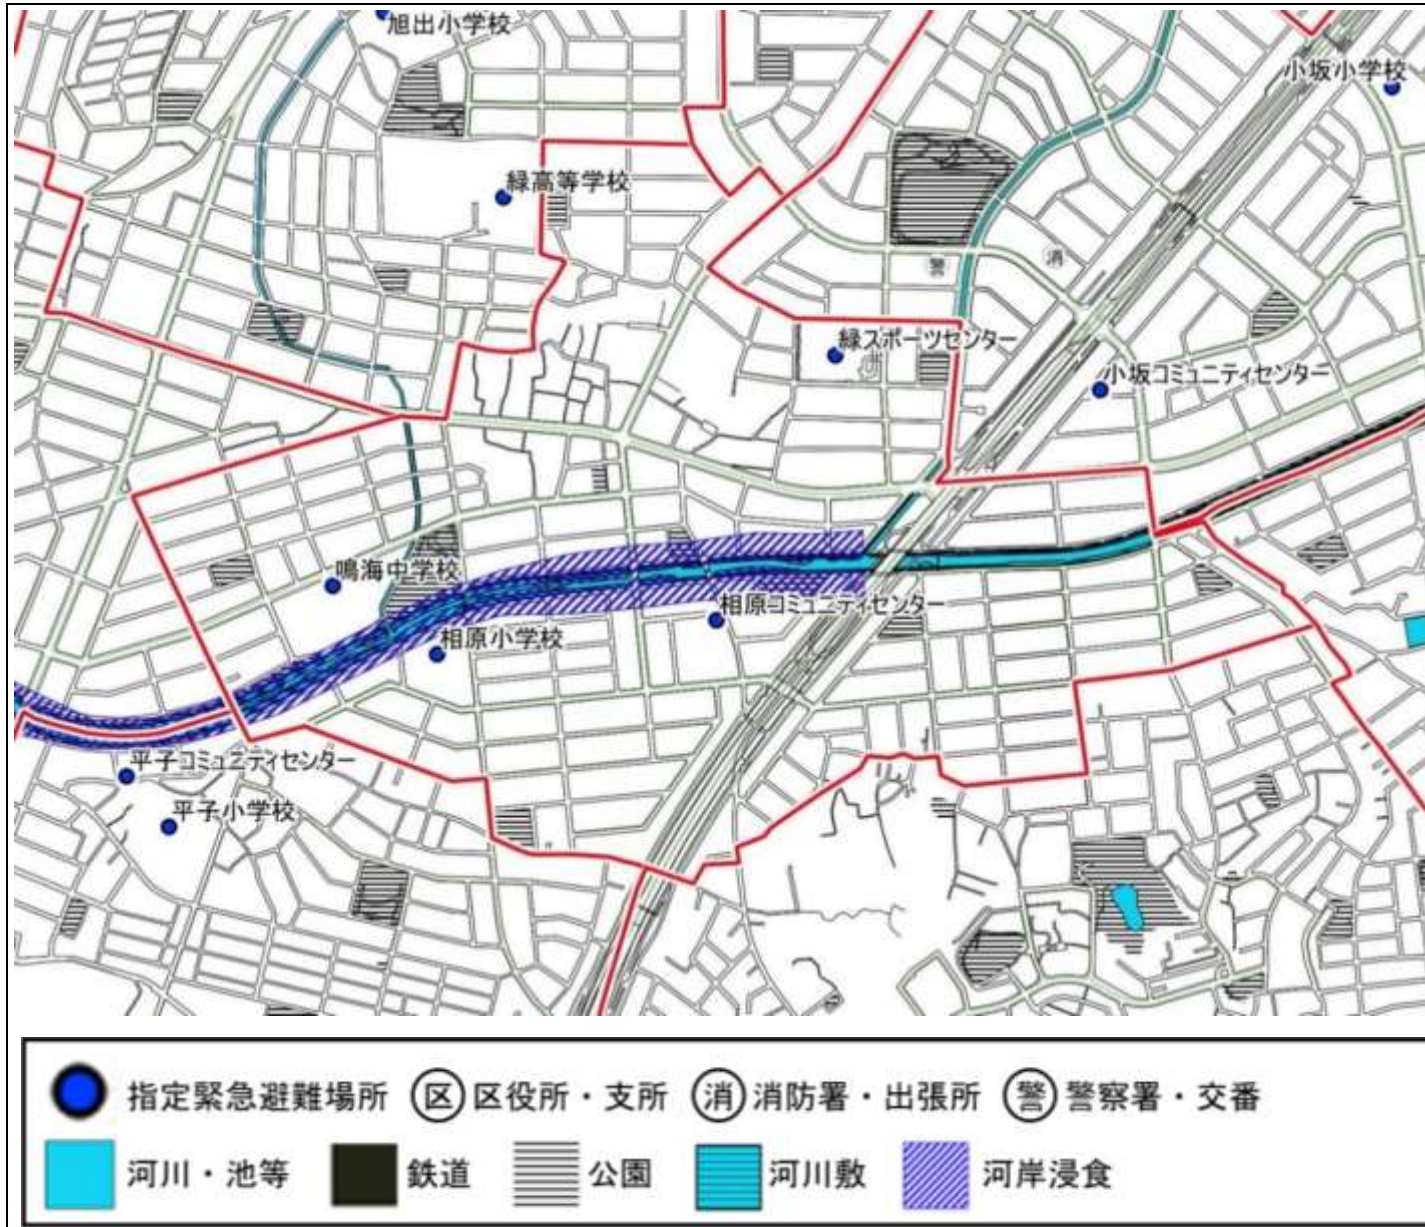 旭出小学校
小坂小学校
緑高等学校
消
警
緑スポーツセンター
小坂コミュニティセンター
鳴海中学校
相原コミュニティセンター
相原小学校
平子コミュニティセンター
平子小学校
指定緊急避難場所 区 区役所・支所 消 消防署・出張所 警 警察署・交番
河川・池等 鉄道 公園 河川敷 河岸浸食